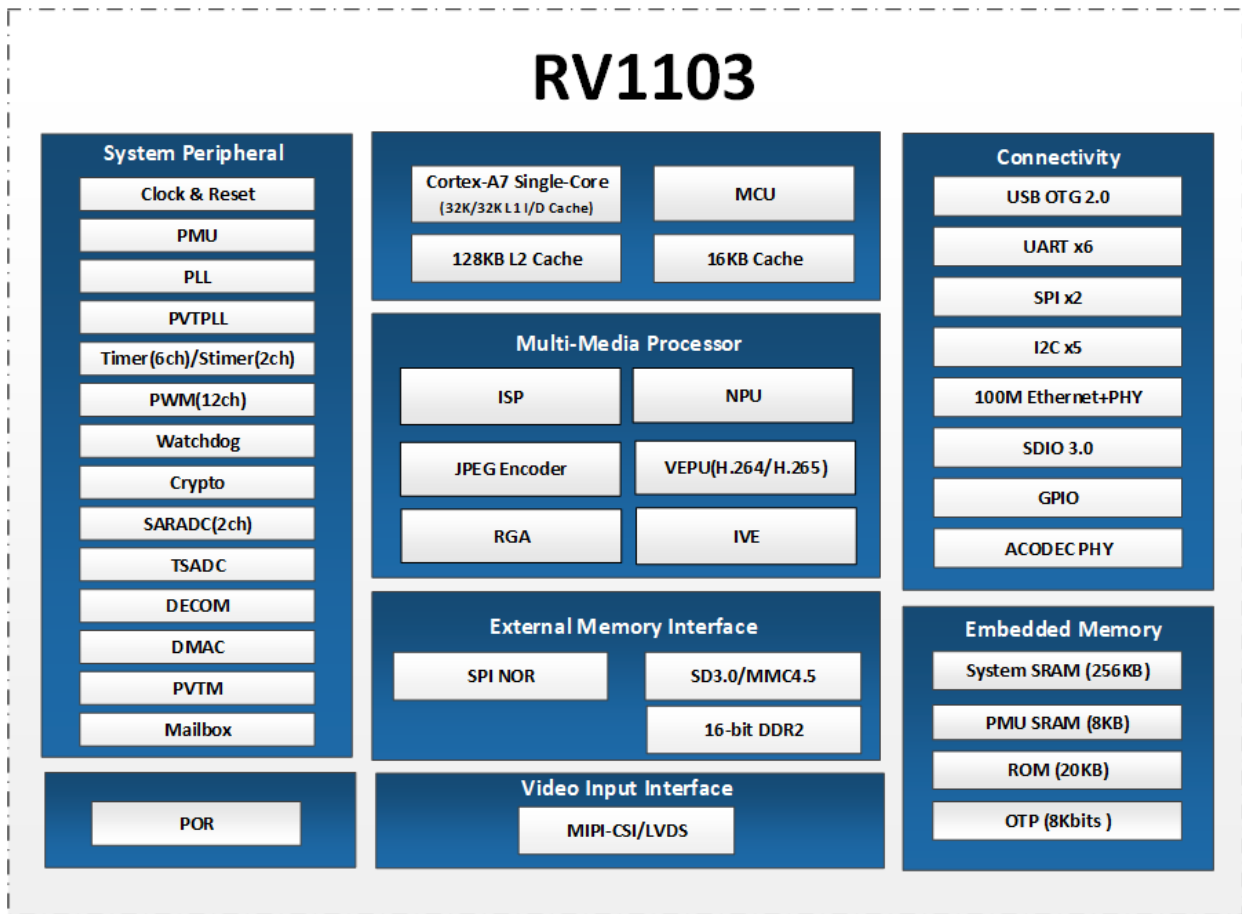 RV1103
System Peripheral
Clock & Reset
PMU
PLL
PVTPLL
Timer(6ch)/Stimer(2ch)
PWM(12ch)
Watchdog
Crypto
SARADC(2ch)
TSADC
DECOM
DMAC
PVTM
Mailbox
POR
Cortex-A7 Single-Core
(32K/32K L1 I/D Cache)
MCU
128KB L2 Cache
16KB Cache
Multi-Media Processor
ISP
NPU
JPEG Encoder
VEPU(H.264/H.265)
RGA
IVE
External Memory Interface
SPI NOR
SD3.0/MMC4.5
16-bit DDR2
Video Input Interface
MIPI-CSI/LVDS
Connectivity
USB OTG 2.0
UART x6
SPI x2
I2C x5
100M Ethernet+PHY
SDIO 3.0
GPIO
ACODEC PHY
Embedded Memory
System SRAM (256KB)
PMU SRAM (8KB)
ROM (20KB)
OTP (8Kbits )